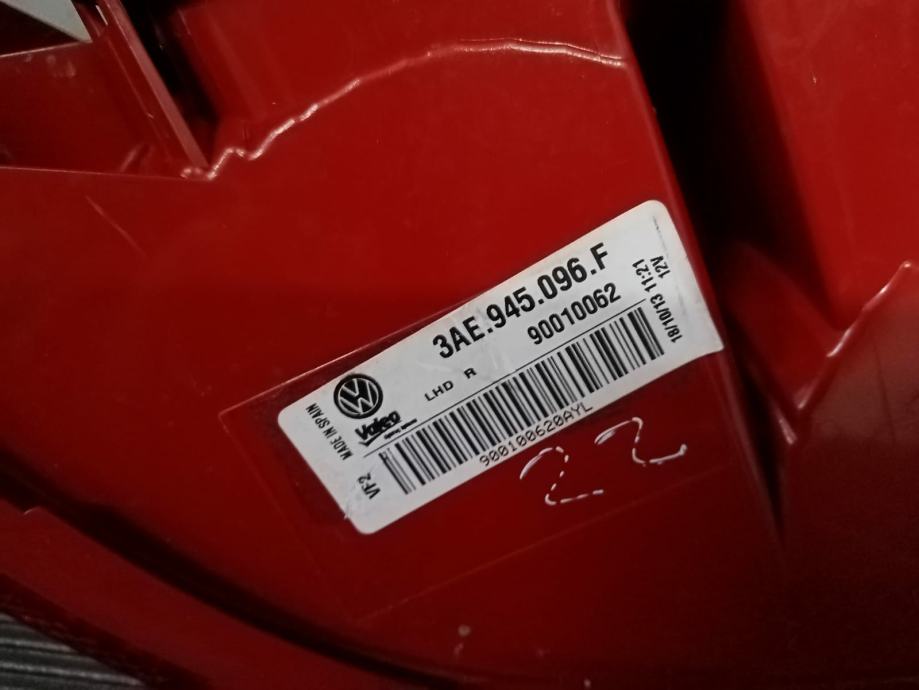 3AE.945.096.F
90010062
LHD R
MADE IN SPAIN
Valeo
VF2
900100620AYL
18/10/13 11:21
12V
22